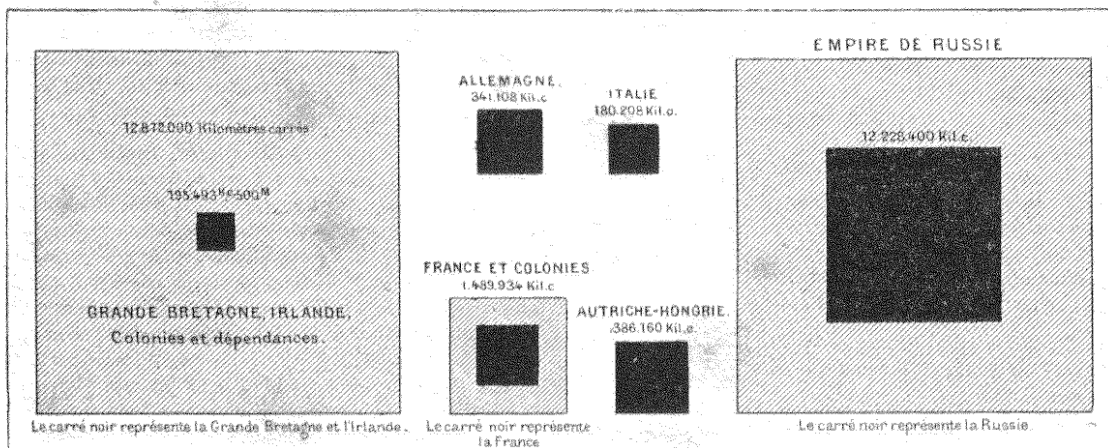 12.872.000 Kilomètres carrés
195.493 500ᴹ
GRANDE BRETAGNE, IRLANDE,
Colonies et dépendances.
Le carré noir représente la Grande Bretagne et l'Irlande.
ALLEMAGNE.
341.108 Kil.c
ITALIE
180.208 Kil.c.
FRANCE ET COLONIES
1.489.934 Kil.c
Le carré noir représente
la France
AUTRICHE-HONGRIE.
386.160 Kil.c.
EMPIRE DE RUSSIE
12.228.400 Kil.c.
Le carré noir représente la Russie.